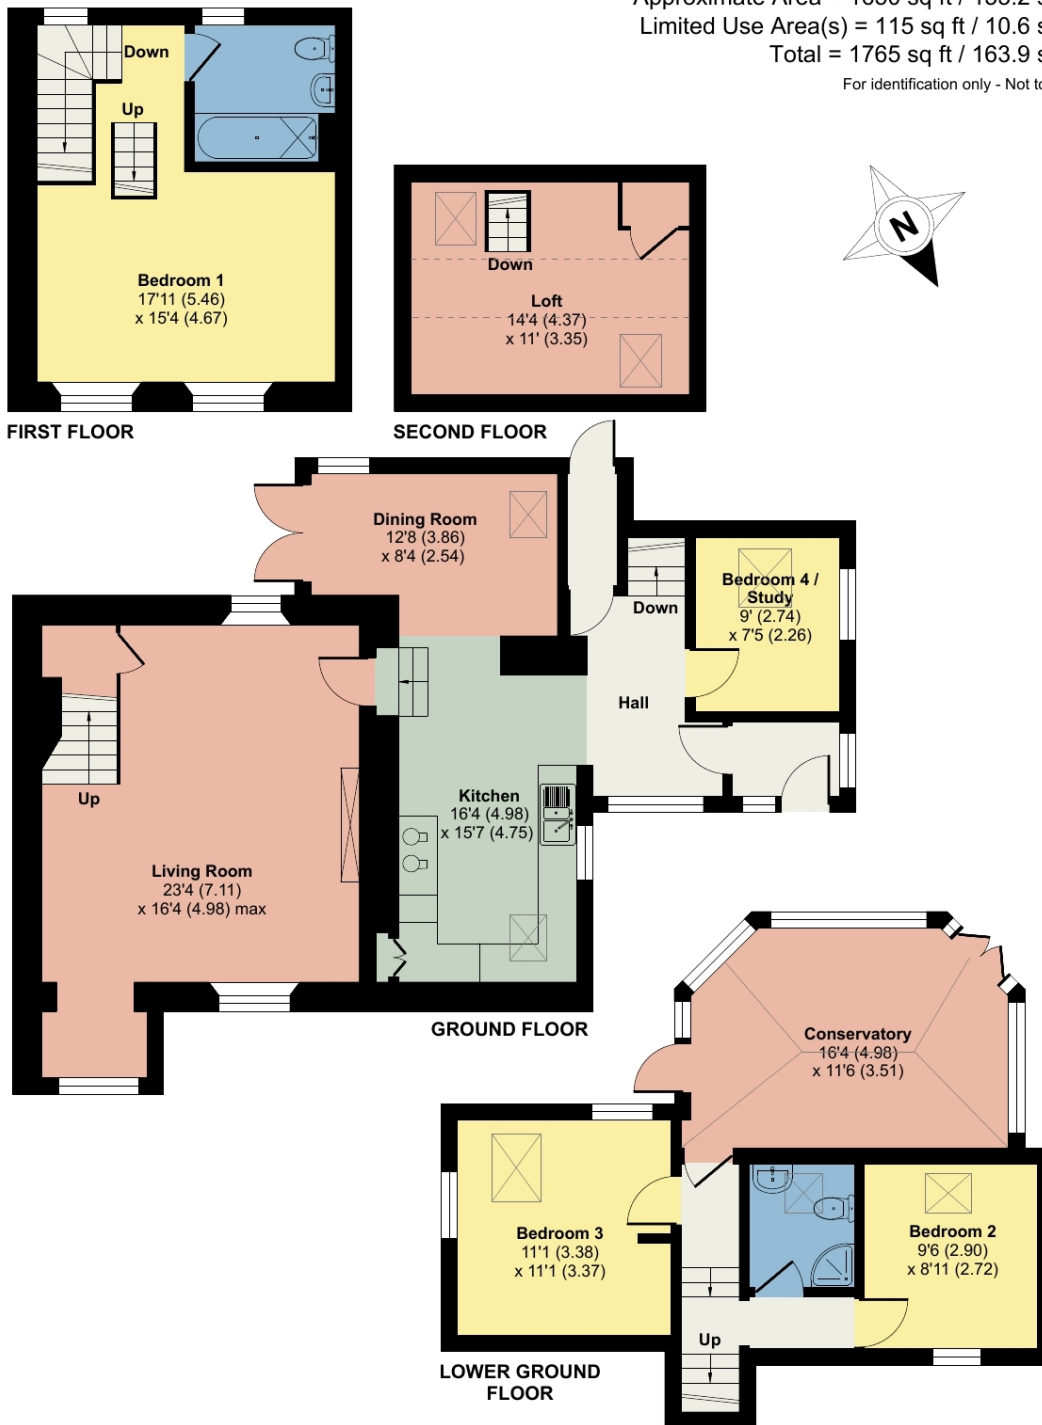 Limited Use Area(s) = 115 sq ft / 10.6 s
Total = 1765 sq ft / 163.9 s
For identification only - Not to
Down
Up
Bedroom 1
17'11 (5.46)
x 15'4 (4.67)
FIRST FLOOR
Down
Loft
14'4 (4.37)
x 11' (3.35)
SECOND FLOOR
N
Dining Room
12'8 (3.86)
x 8'4 (2.54)
Down
Bedroom 4 /
Study
9' (2.74)
x 7'5 (2.26)
Hall
Up
Kitchen
16'4 (4.98)
x 15'7 (4.75)
Living Room
23'4 (7.11)
x 16'4 (4.98) max
GROUND FLOOR
Conservatory
16'4 (4.98)
x 11'6 (3.51)
Bedroom 3
11'1 (3.38)
x 11'1 (3.37)
Bedroom 2
9'6 (2.90)
x 8'11 (2.72)
Up
LOWER GROUND
FLOOR